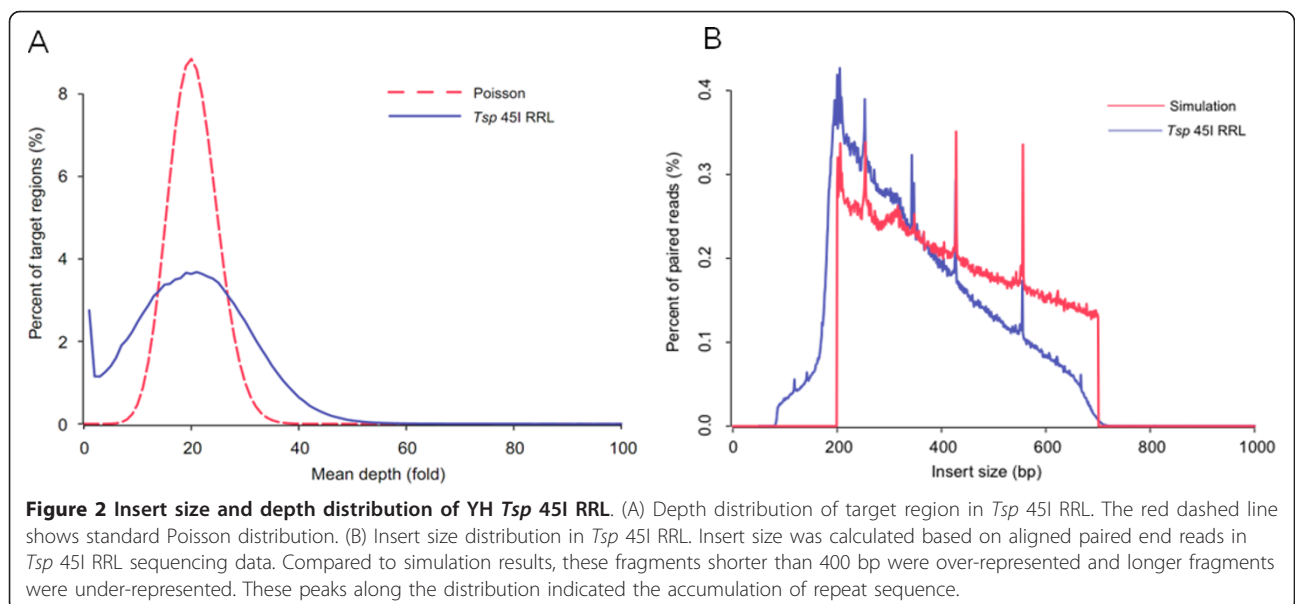 A
Poisson
Tsp 45I RRL
Percent of target regions (%)
8
6
4
2
0
0 20 40 60 80 100
Mean depth (fold)
B
Simulation
Tsp 45I RRL
Percent of paired reads (%)
0.4
0.3
0.2
0.1
0.0
0 200 400 600 800 1000
Insert size (bp)
Figure 2 Insert size and depth distribution of YH Tsp 45I RRL. (A) Depth distribution of target region in Tsp 45I RRL. The red dashed line
shows standard Poisson distribution. (B) Insert size distribution in Tsp 45I RRL. Insert size was calculated based on aligned paired end reads in
Tsp 45I RRL sequencing data. Compared to simulation results, these fragments shorter than 400 bp were over-represented and longer fragments
were under-represented. These peaks along the distribution indicated the accumulation of repeat sequence.